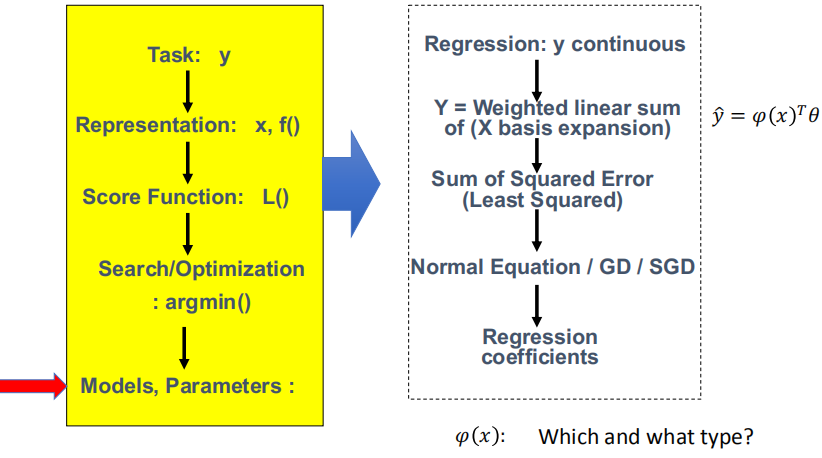 Task: y
Representation: x, f()
Score Function: L()
Search/Optimization
: argmin()
Models, Parameters :
Regression: y continuous
Y = Weighted linear sum
of (X basis expansion)
ŷ = φ(x)ᵀθ
Sum of Squared Error
(Least Squared)
Normal Equation / GD / SGD
Regression
coefficients
φ(x): Which and what type?